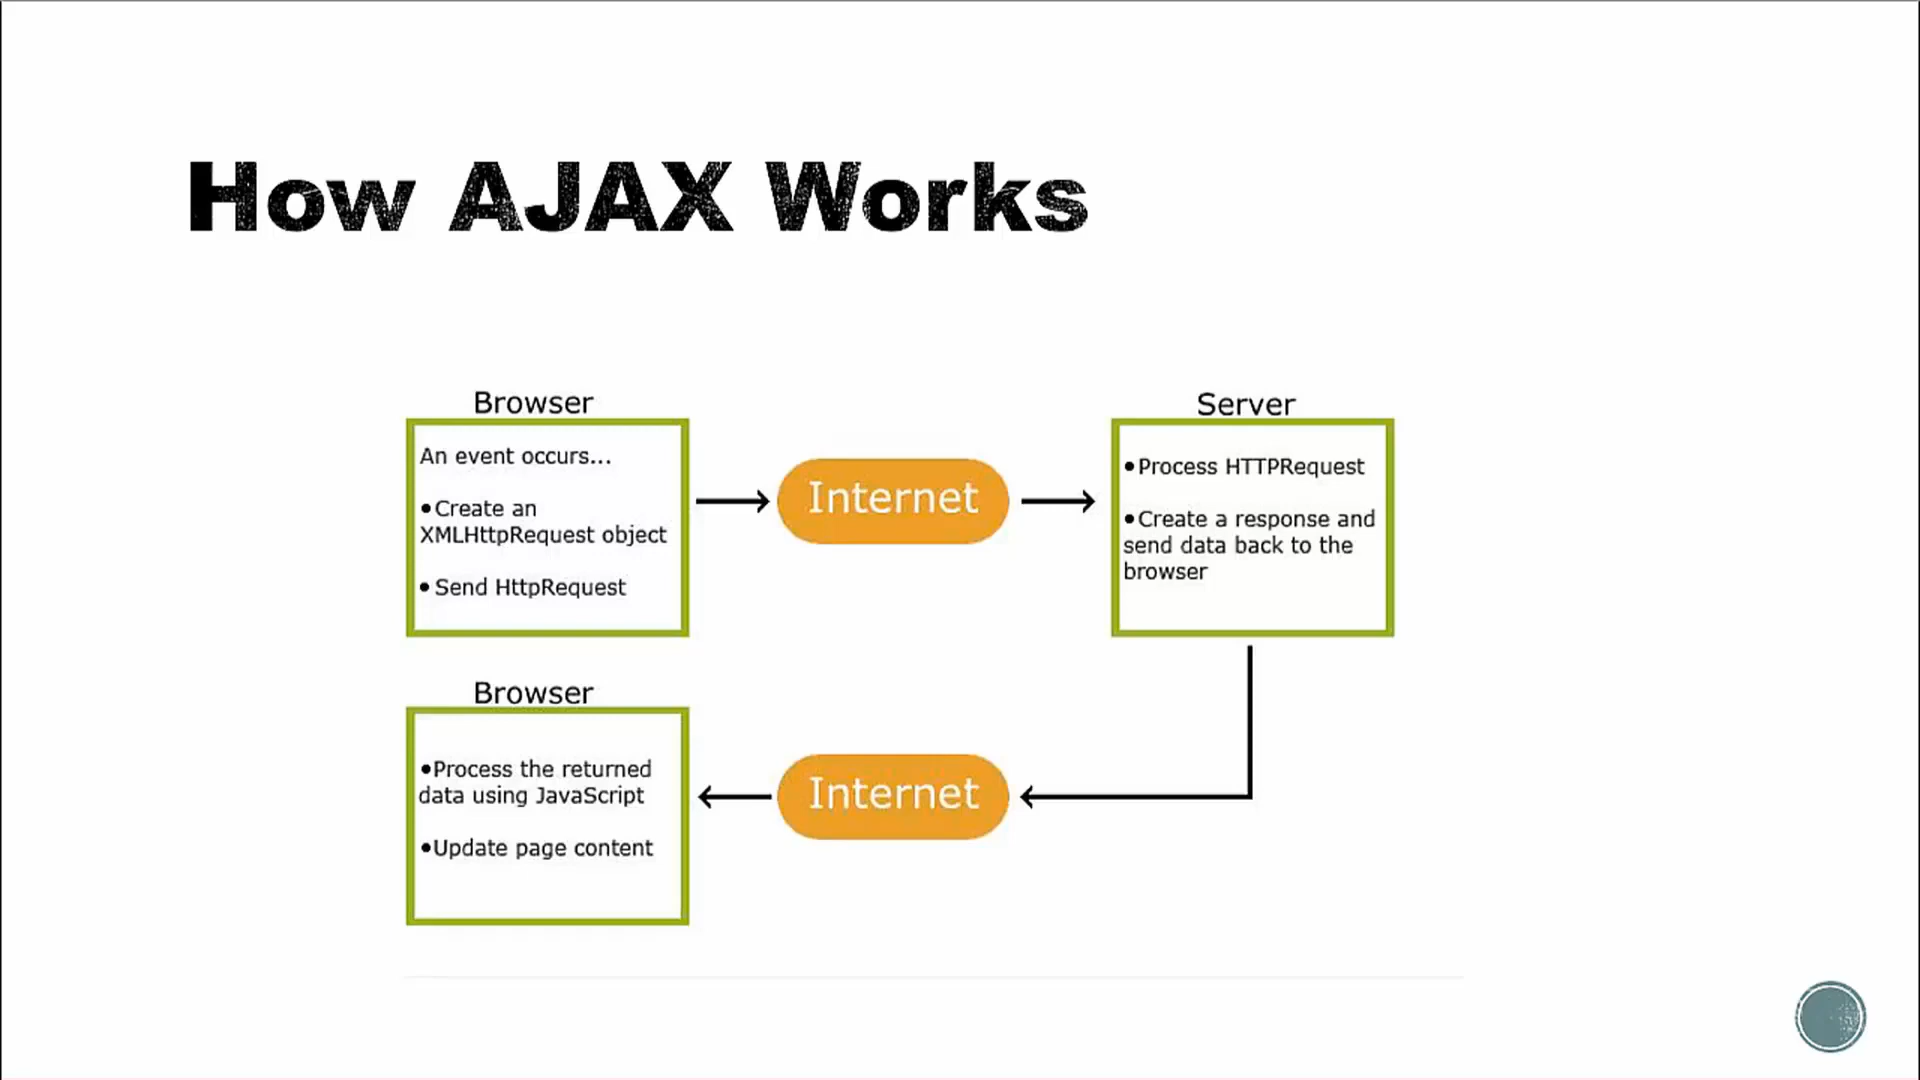 How AJAX Works
Browser
An event occurs...
•Create an
XMLHttpRequest object
• Send HttpRequest
Internet
Server
•Process HTTPRequest
•Create a response and
send data back to the
browser
Browser
•Process the returned
data using JavaScript
•Update page content
Internet